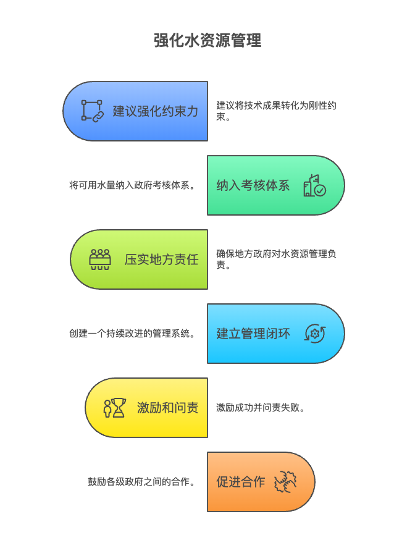 强化水资源管理
建议强化约束力
建议将技术成果转化为刚性约
束。
将可用水量纳入政府考核体系。
纳入考核体系
压实地方责任
确保地方政府对水资源管理负
责。
创建一个持续改进的管理系统。
建立管理闭环
激励和问责
激励成功并问责失败。
鼓励各级政府之间的合作。
促进合作